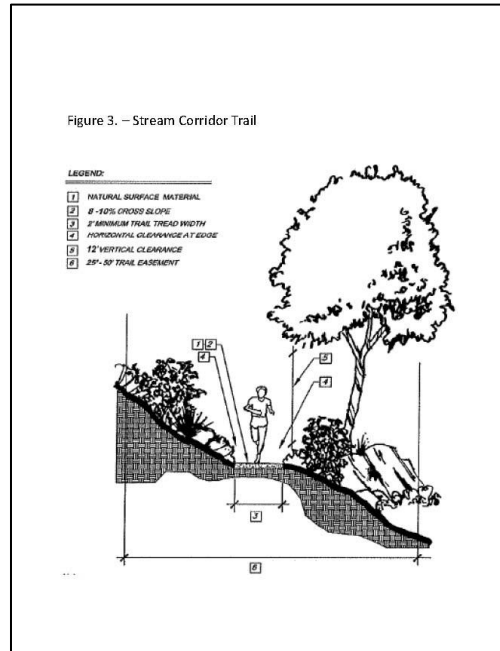 Figure 3. – Stream Corridor Trail
LEGEND:
1 NATURAL SURFACE MATERIAL
2 8 -10% CROSS SLOPE
3 2' MINIMUM TRAIL TREAD WIDTH
4 HORIZONTAL CLEARANCE AT EDGE
5 12' VERTICAL CLEARANCE
6 25'- 50' TRAIL EASEMENT
1 2
4
5
4
3
6